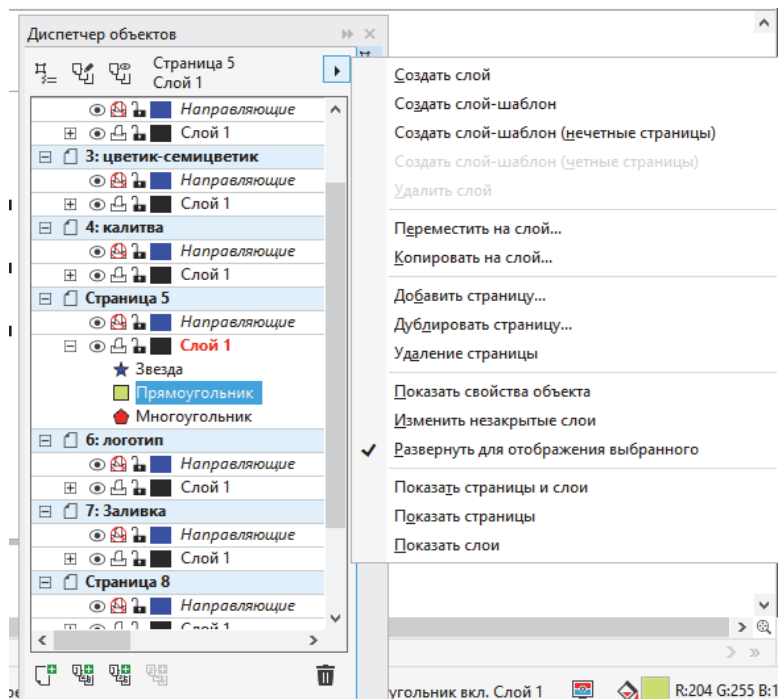 Диспетчер объектов
Страница 5
Слой 1
Направляющие
Слой 1
3: цветик-семицветик
Направляющие
Слой 1
4: калитва
Направляющие
Слой 1
Страница 5
Направляющие
Слой 1
Звезда
Прямоугольник
Многоугольник
6: логотип
Направляющие
Слой 1
7: Заливка
Направляющие
Слой 1
Страница 8
Направляющие
Слой 1
Создать слой
Создать слой-шаблон
Создать слой-шаблон (нечетные страницы)
Создать слой-шаблон (четные страницы)
Удалить слой
Переместить на слой...
Копировать на слой...
Добавить страницу...
Дублировать страницу...
Удаление страницы
Показать свойства объекта
Изменить незакрытые слои
Развернуть для отображения выбранного
Показать страницы и слои
Показать страницы
Показать слои
угольник вкл. Слой 1
R:204 G:255 B:1